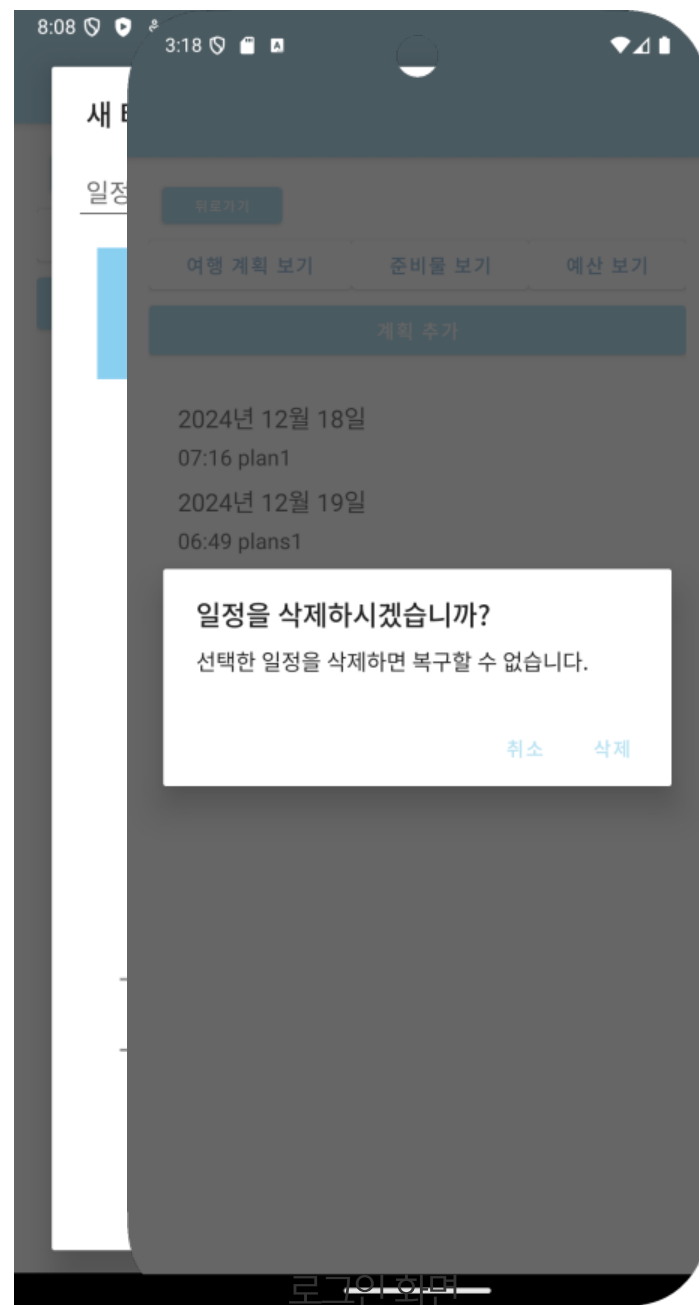 8:08
3:18
새
일정
뒤로가기
여행 계획 보기 준비물 보기 예산 보기
계획 추가
2024년 12월 18일
07:16 plan1
2024년 12월 19일
06:49 plans1
일정을 삭제하시겠습니까?
선택한 일정을 삭제하면 복구할 수 없습니다.
취소 삭제
로그인 화면